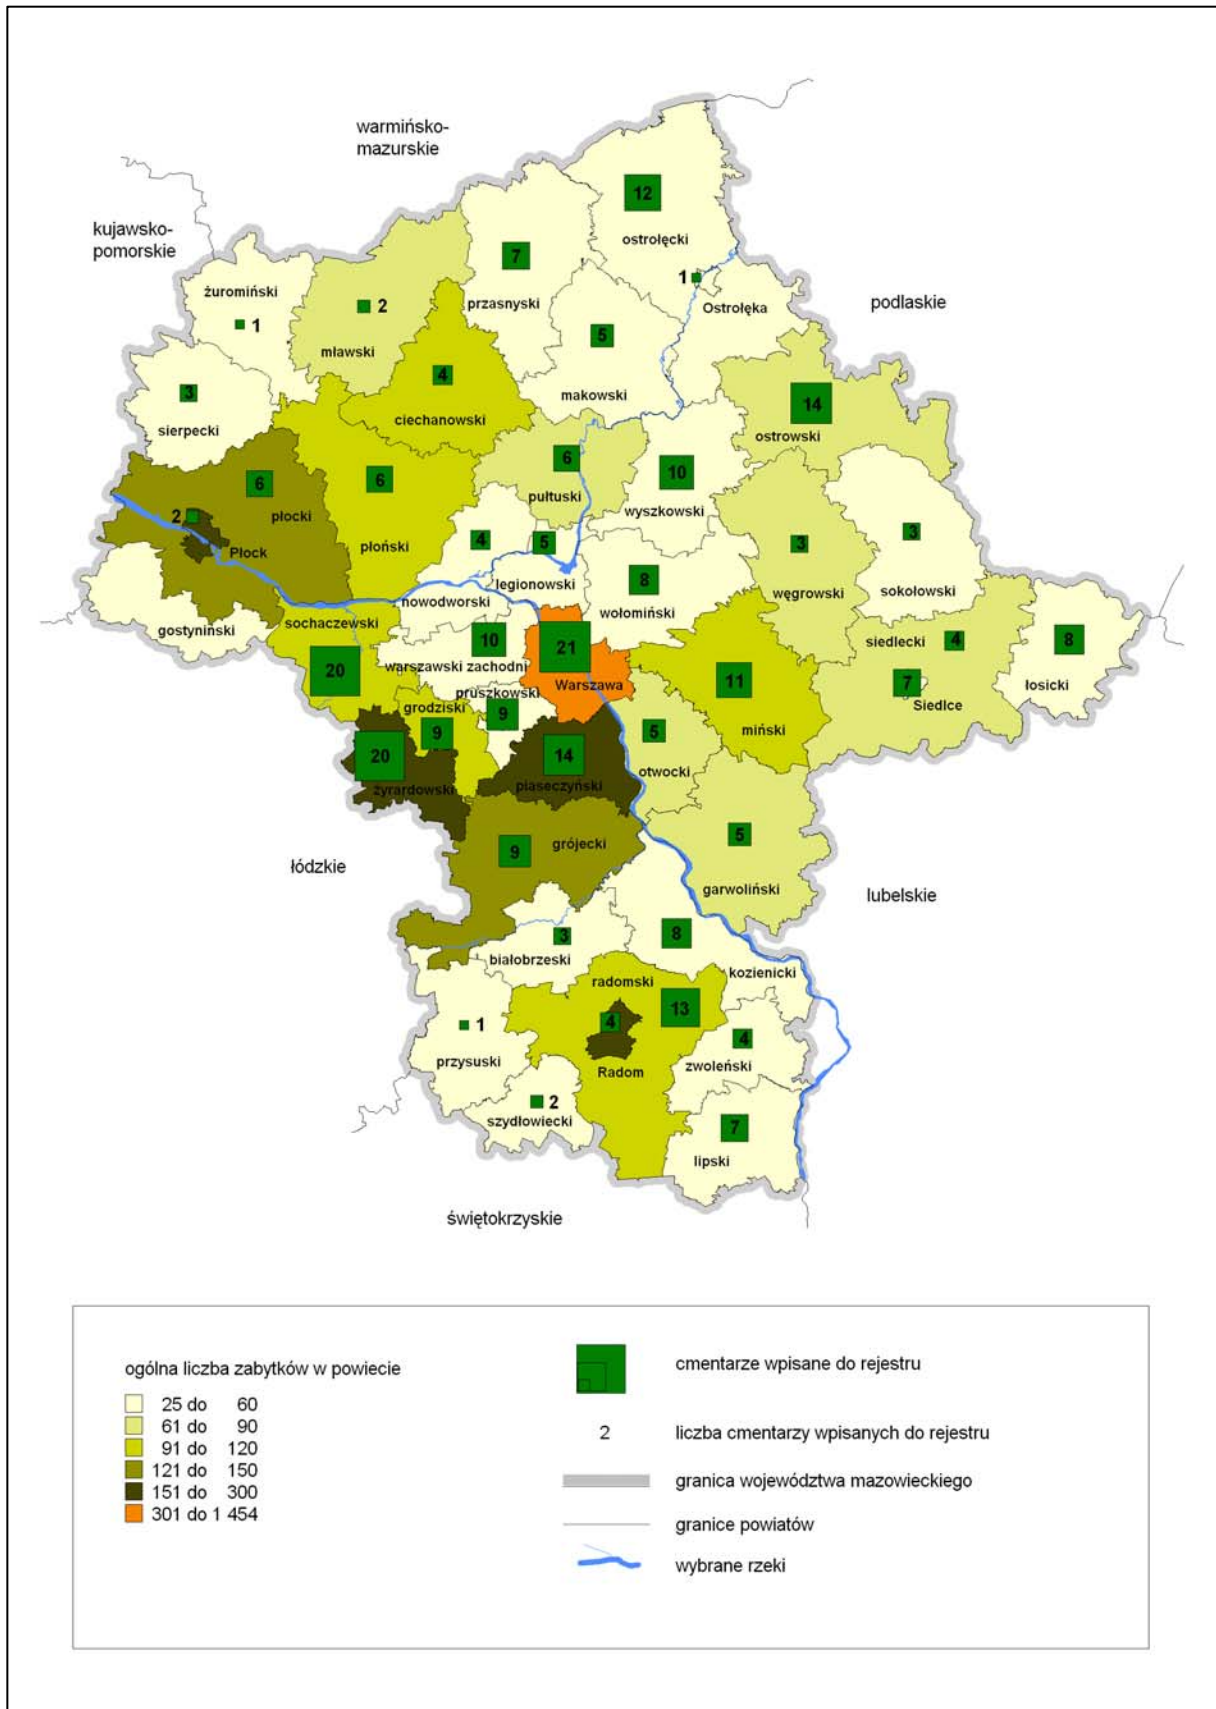 warmińsko-
mazurskie
kujawsko-
pomorskie
12
ostrołęcki
7
przasnyski
1
Ostrołęka
podlaskie
żuromiński
1
2
mławski
5
makowski
4
ciechanowski
3
sierpecki
14
ostrowski
6
płocki
2
Płock
6
płoński
6
pułtuski
10
wyszkowski
3
węgrowski
3
sokołowski
4
nowodworski
5
legionowski
8
wołomiński
gostyniński
sochaczewski
20
10
warszawski zachodni
21
Warszawa
pruszkowski
9
grodziski
9
11
miński
siedlecki
4
7
Siedlce
8
łosicki
20
żyrardowski
14
piaseczyński
5
otwocki
9
grójecki
5
garwoliński
łódzkie
lubelskie
3
białobrzeski
8
kozienicki
radomski
13
4
Radom
1
przysuski
4
zwoleński
2
szydłowiecki
7
lipski
świętokrzyskie
ogólna liczba zabytków w powiecie
25 do 60
61 do 90
91 do 120
121 do 150
151 do 300
301 do 1 454
cmentarze wpisane do rejestru
2 liczba cmentarzy wpisanych do rejestru
granica województwa mazowieckiego
granice powiatów
wybrane rzeki